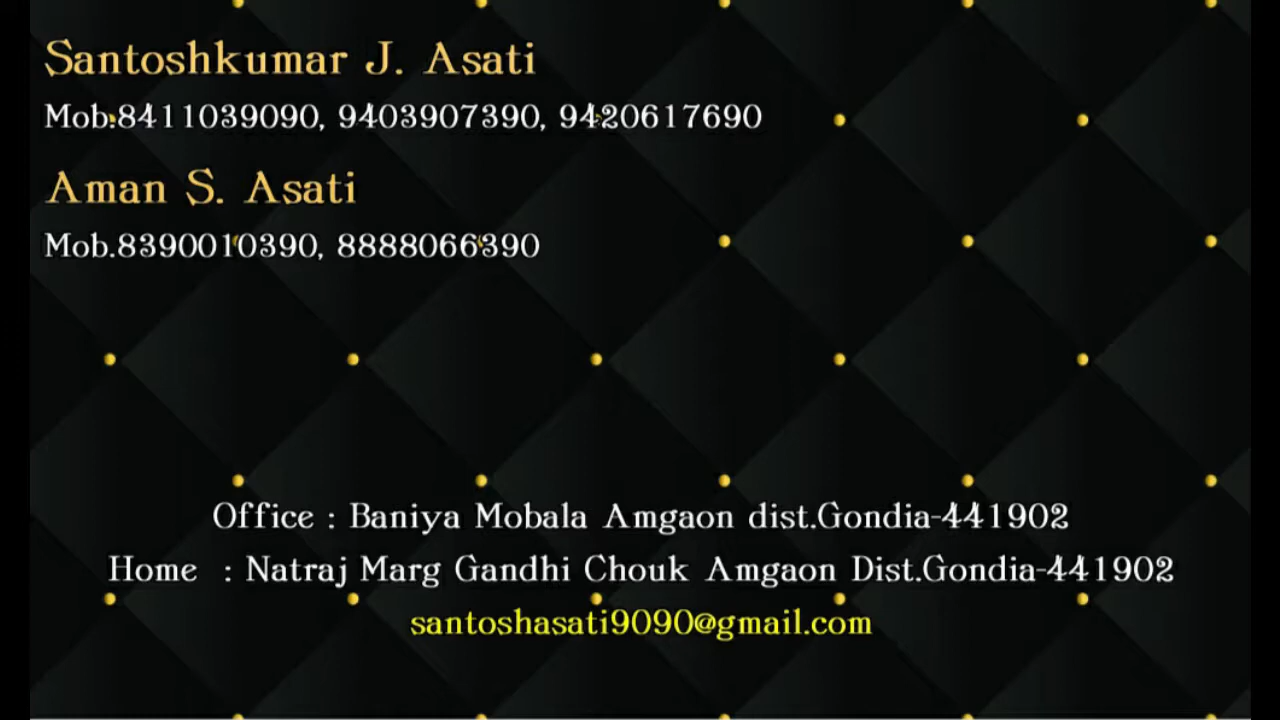 Santoshkumar J. Asati
Mob:8411039090, 9403907390, 9420617690
Aman S. Asati
Mob.8390010390, 8888066390
Office : Baniya Mobala Amgaon dist.Gondia-441902
Home : Natraj Marg Gandhi Chouk Amgaon Dist.Gondia-441902
santoshasati9090@gmail.com